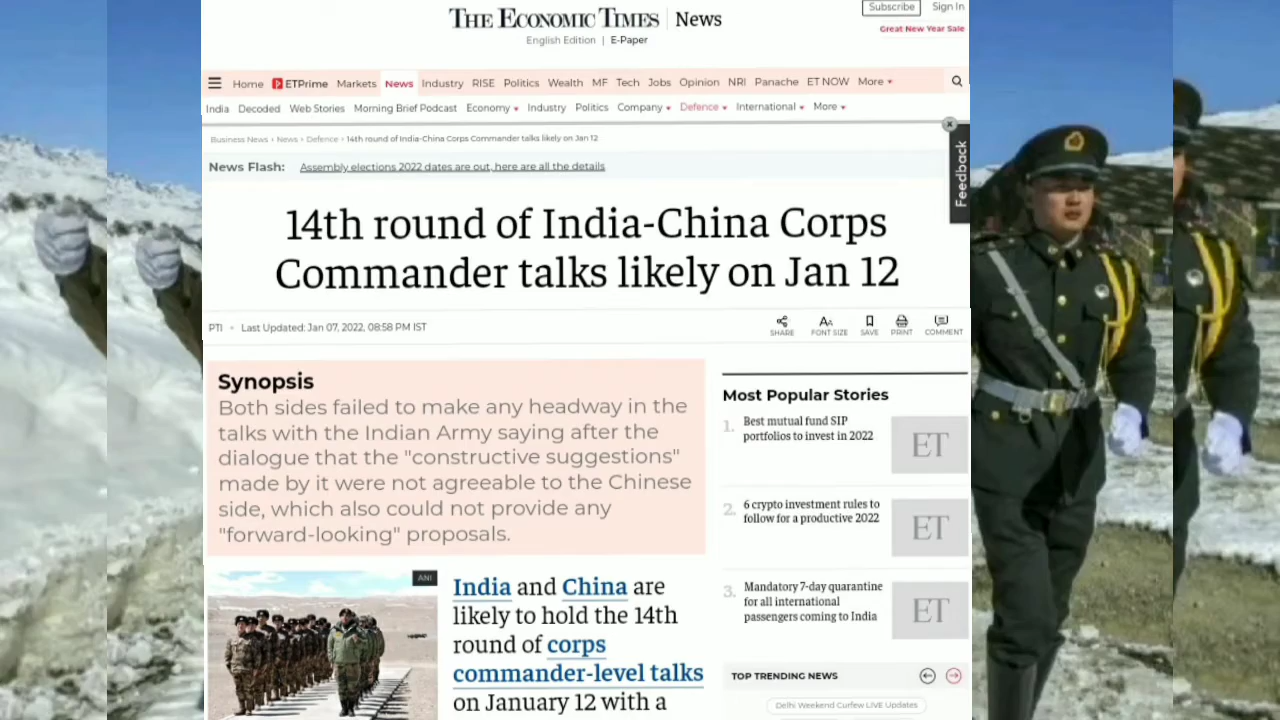 THE ECONOMIC TIMES | News
Subscribe Sign In
Great New Year Sale
English Edition | E-Paper
Home ETPrime Markets News Industry RISE Politics Wealth MF Tech Jobs Opinion NRI Panache ET NOW More
India Decoded Web Stories Morning Brief Podcast Economy Industry Politics Company Defence International More
Business News › News › Defence › 14th round of India-China Corps Commander talks likely on Jan 12
Feedback
News Flash: Assembly elections 2022 dates are out, here are all the details
14th round of India-China Corps
Commander talks likely on Jan 12
PTI • Last Updated: Jan 07, 2022, 08:58 PM IST
SHARE FONT SIZE SAVE PRINT COMMENT
Synopsis
Both sides failed to make any headway in the
talks with the Indian Army saying after the
dialogue that the "constructive suggestions"
made by it were not agreeable to the Chinese
side, which also could not provide any
"forward-looking" proposals.
ANI
India and China are
likely to hold the 14th
round of corps
commander-level talks
on January 12 with a
Most Popular Stories
1. Best mutual fund SIP
portfolios to invest in 2022
ET
2. 6 crypto investment rules to
follow for a productive 2022
ET
3. Mandatory 7-day quarantine
for all international
passengers coming to India
ET
TOP TRENDING NEWS
Delhi Weekend Curfew LIVE Updates